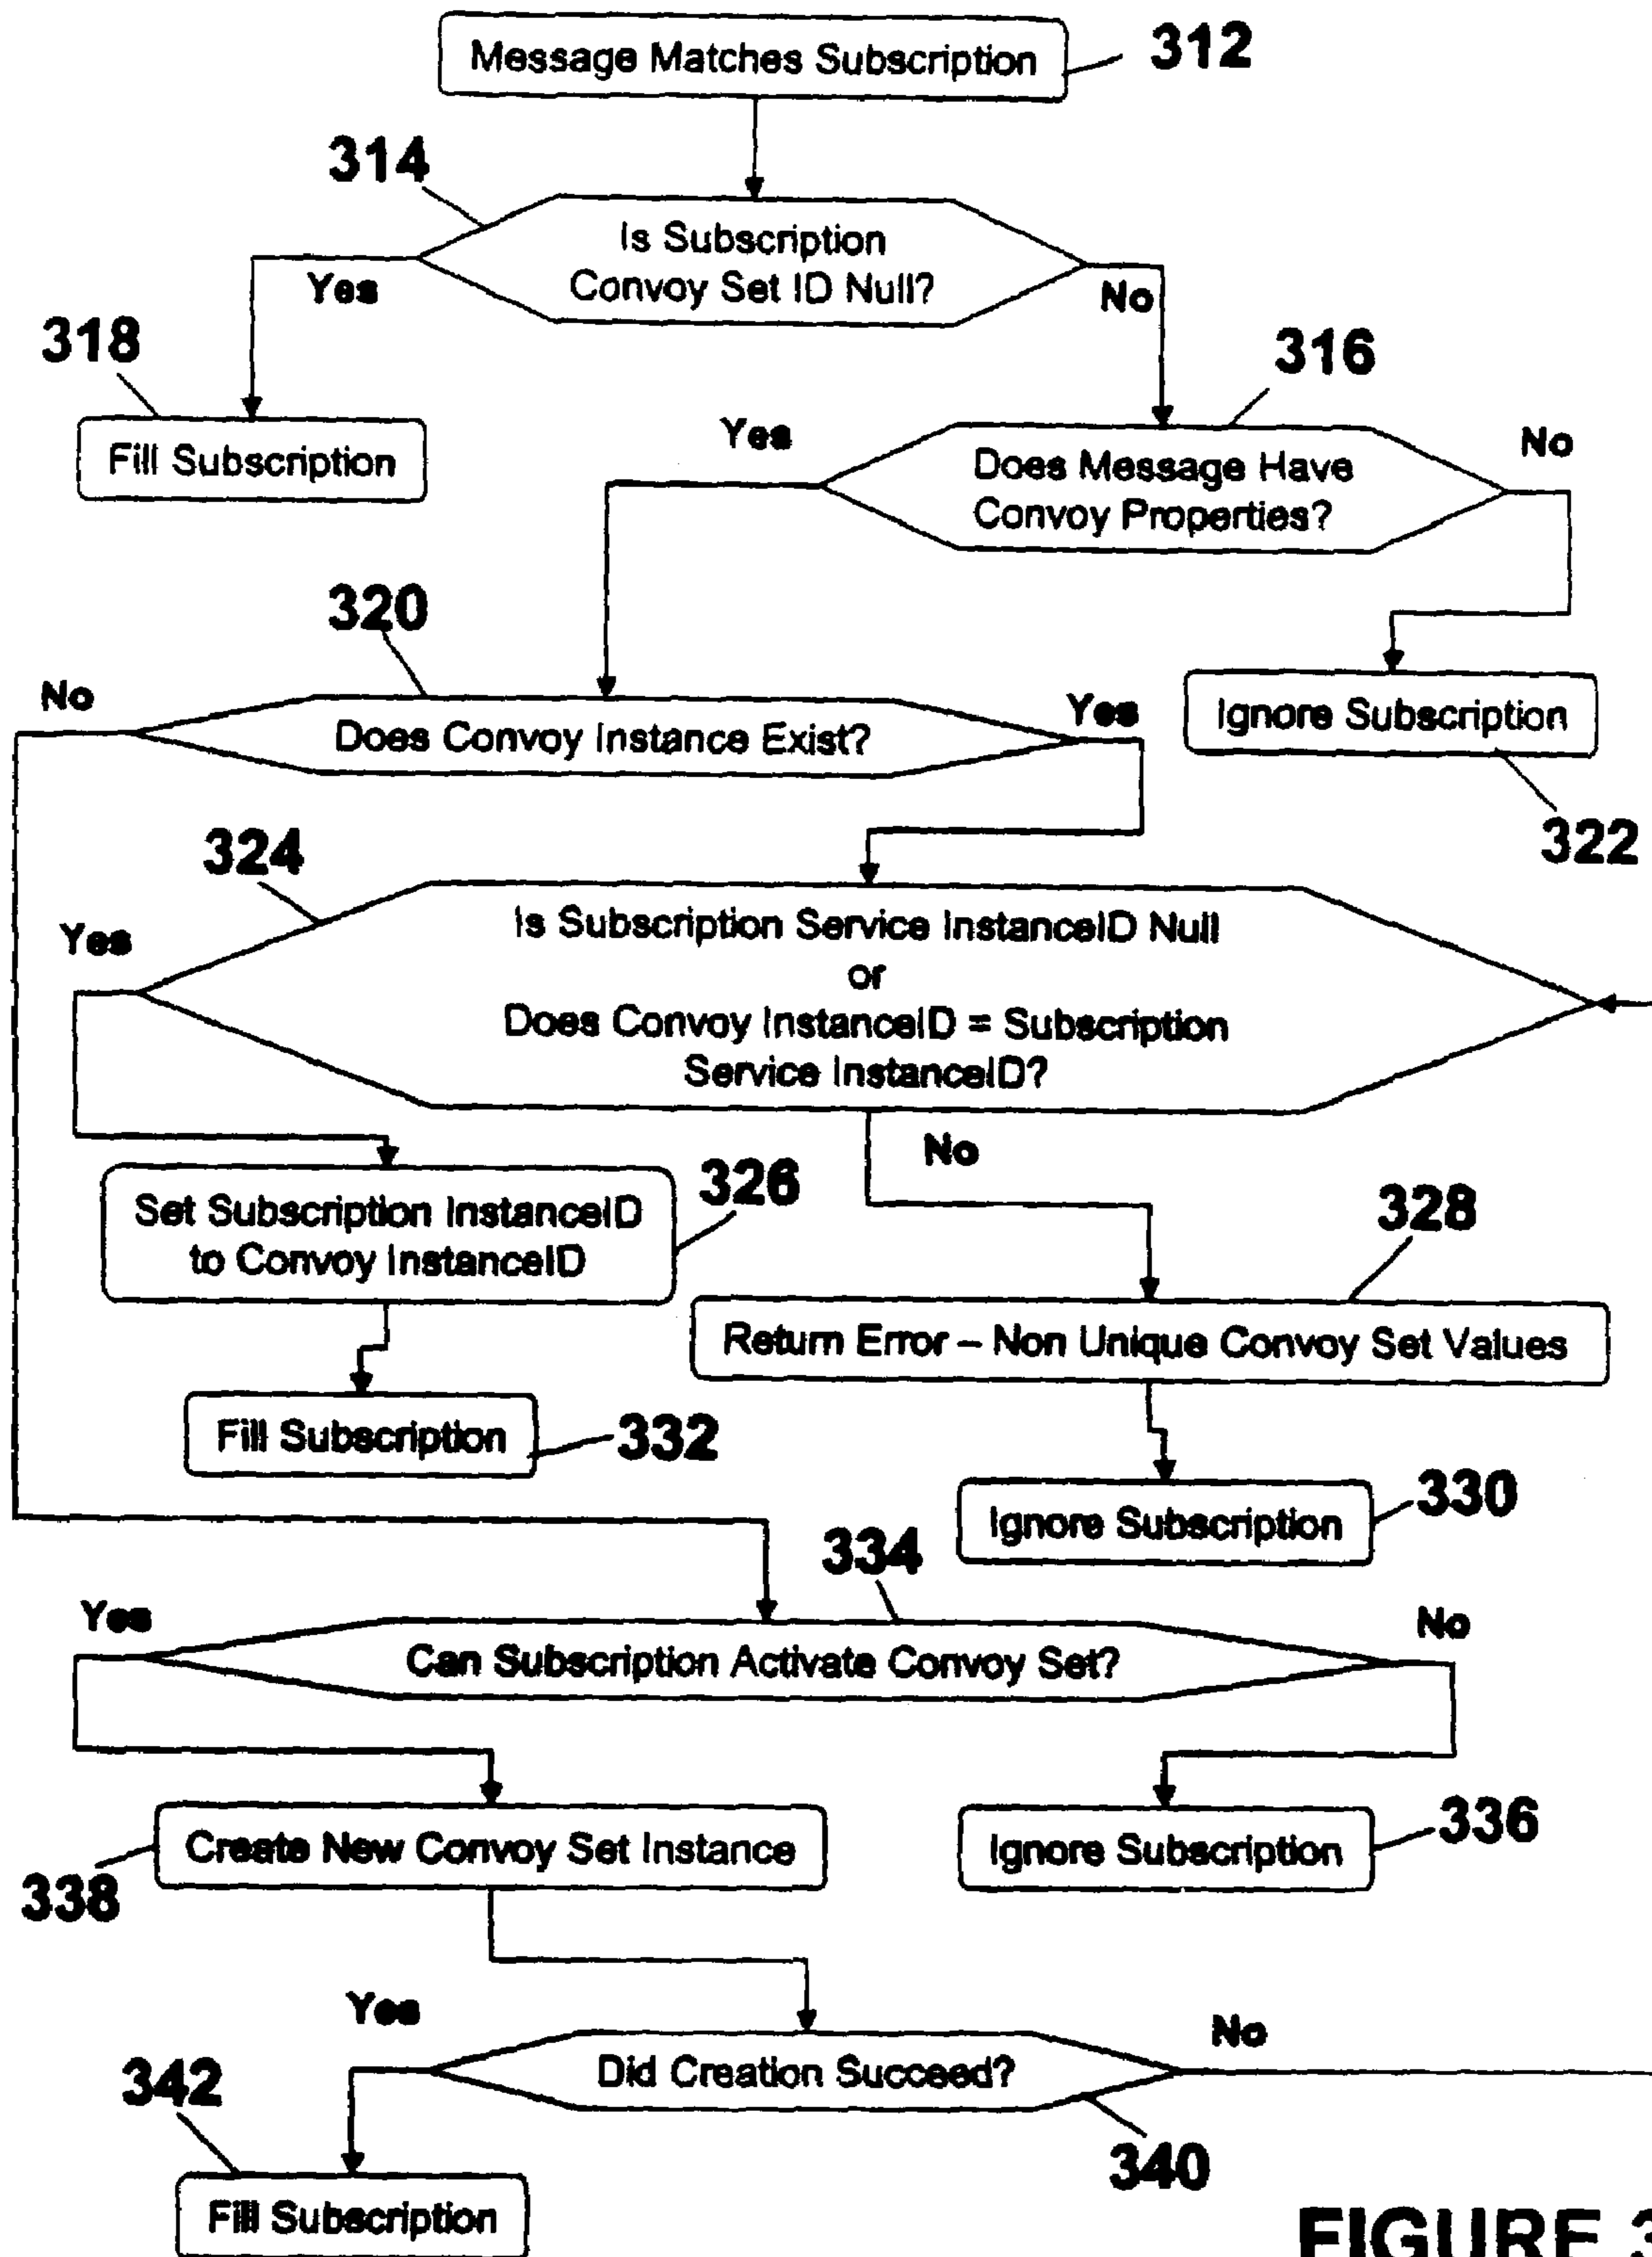 Message Matches Subscription
312
314
Is Subscription
Convoy Set ID Null?
Yes
No
318
316
Fill Subscription
Yes
Does Message Have
Convoy Properties?
No
320
No
Does Convoy Instance Exist?
Yes
Ignore Subscription
322
324
Yes
Is Subscription Service InstanceID Null
or
Does Convoy InstanceID = Subscription
Service InstanceID?
No
Set Subscription InstanceID
to Convoy InstanceID
326
328
Return Error – Non Unique Convoy Set Values
Fill Subscription
332
Ignore Subscription
330
334
Yes
Can Subscription Activate Convoy Set?
No
Create New Convoy Set Instance
338
Ignore Subscription
336
Yes
Did Creation Succeed?
No
342
340
Fill Subscription
FIGURE 3